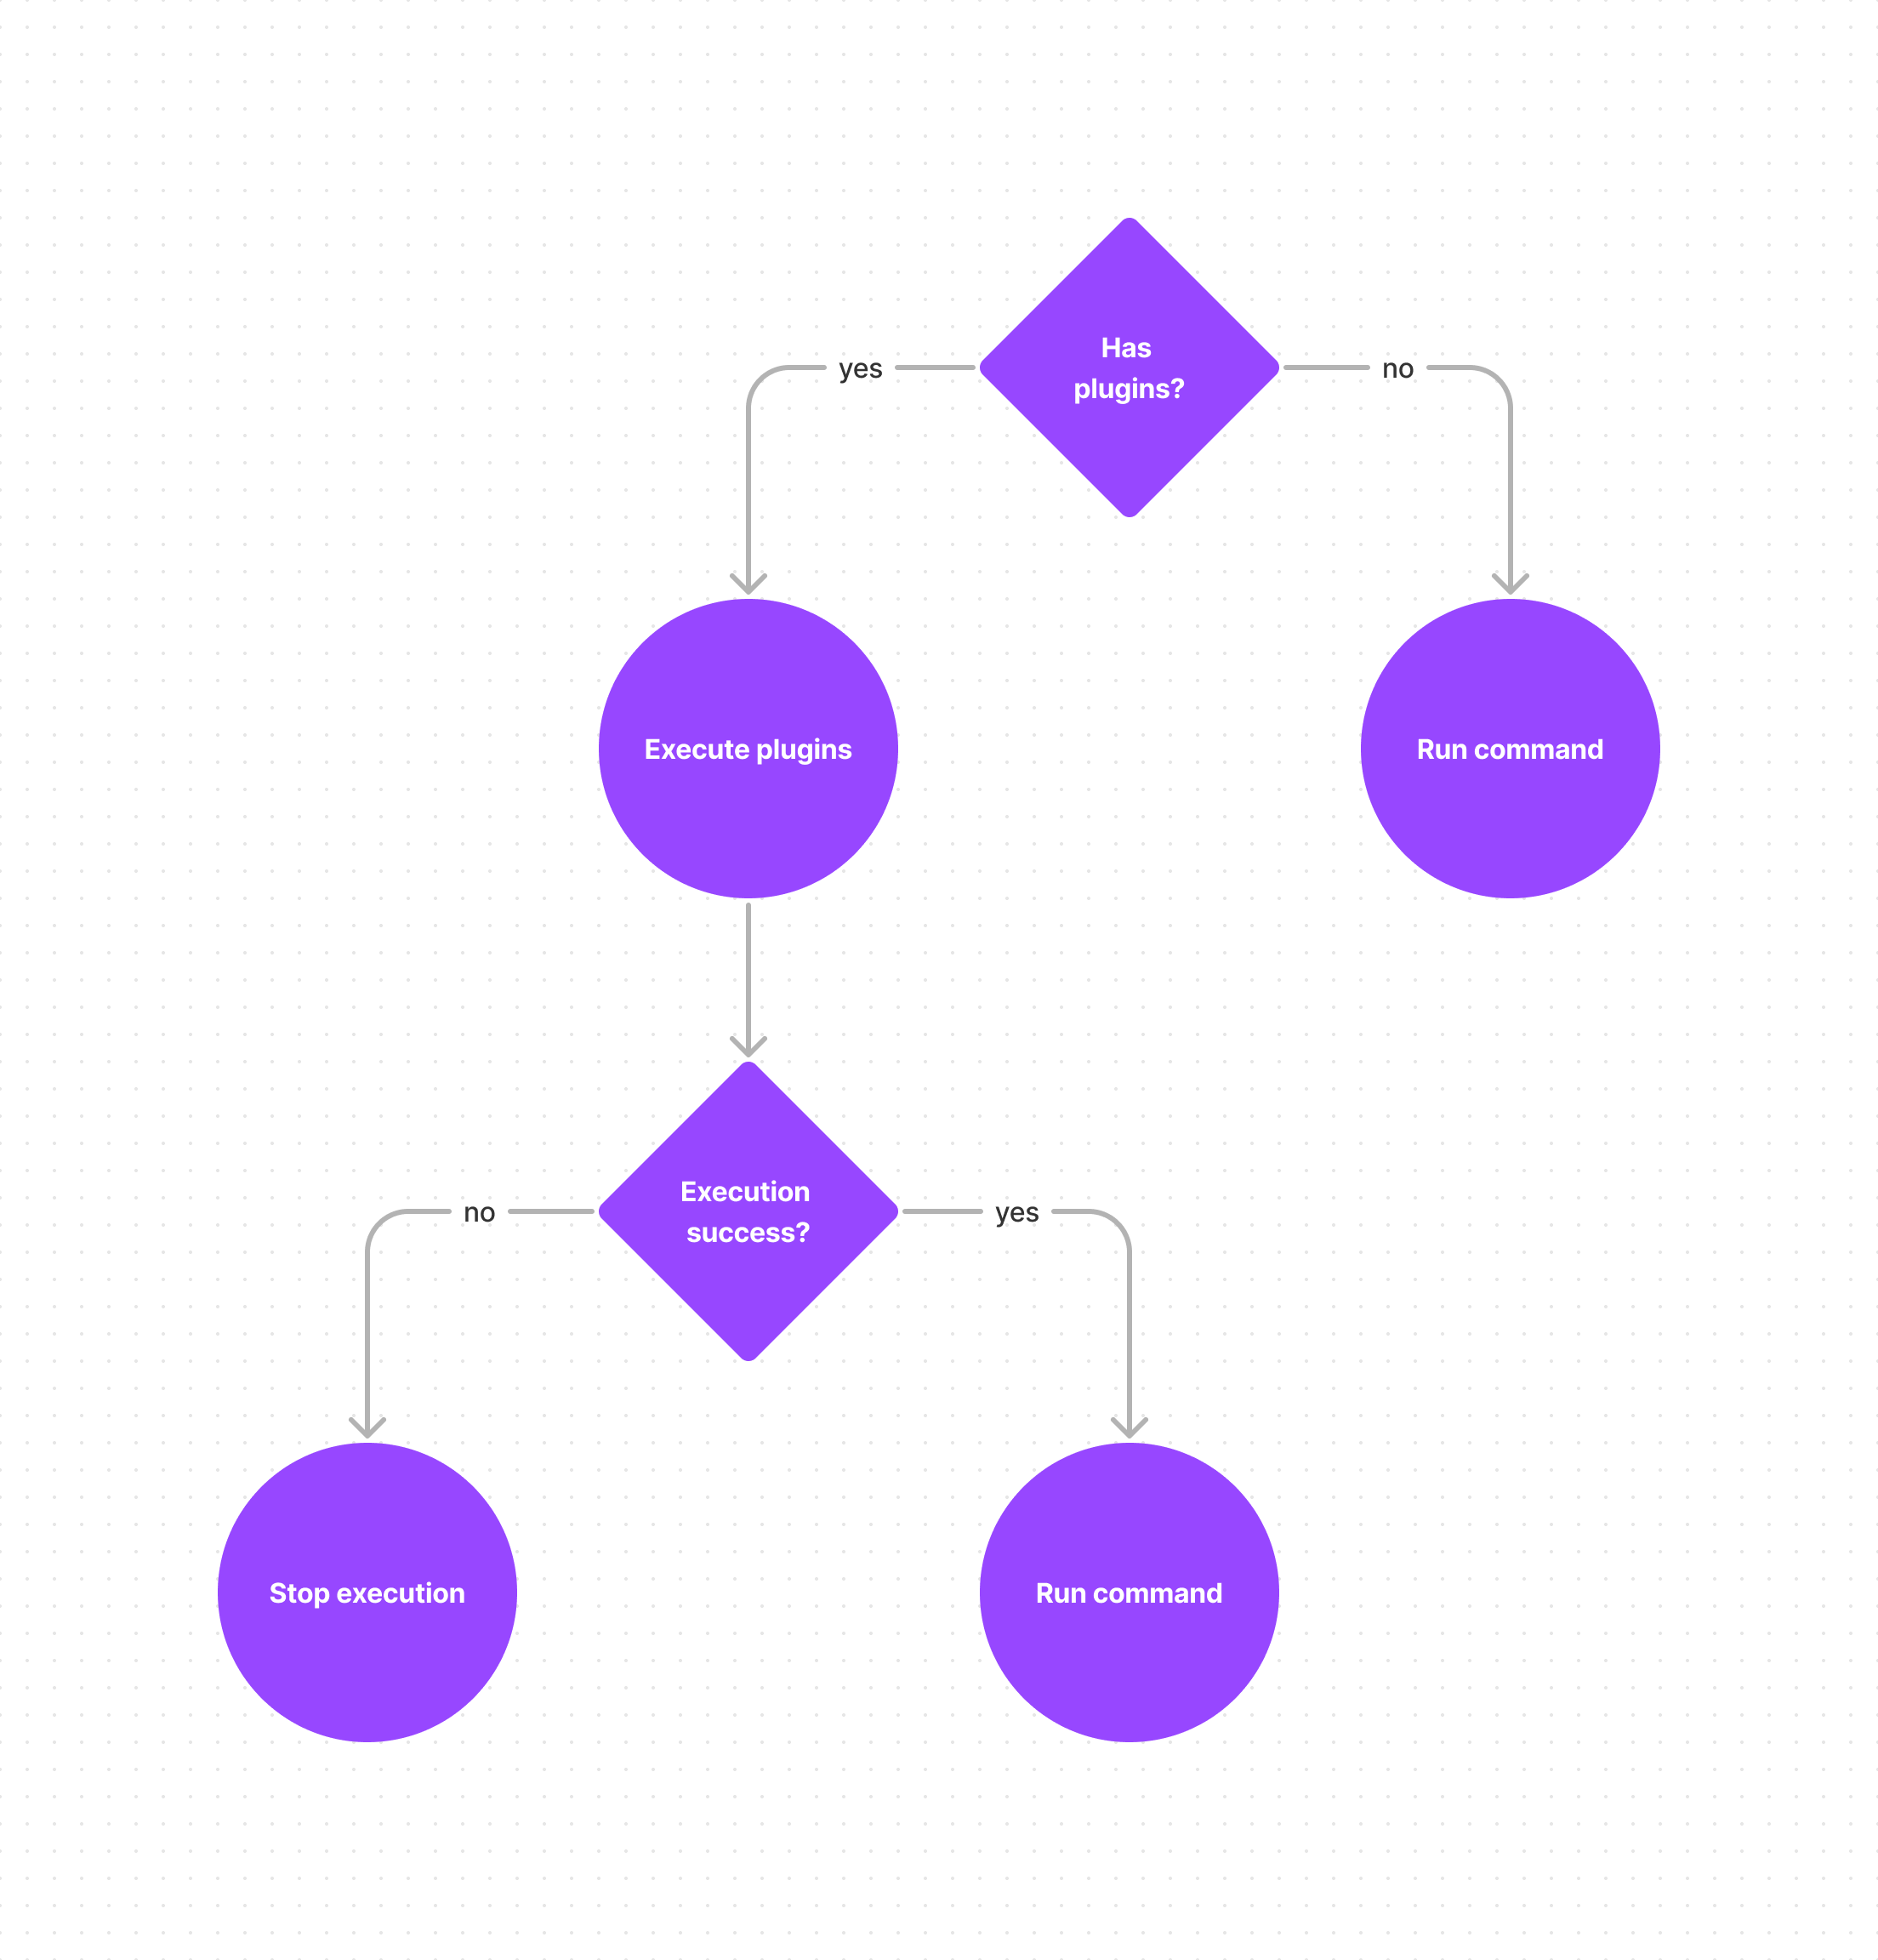 Has
plugins?
yes
no
Execute plugins
Run command
Execution
success?
no
yes
Stop execution
Run command